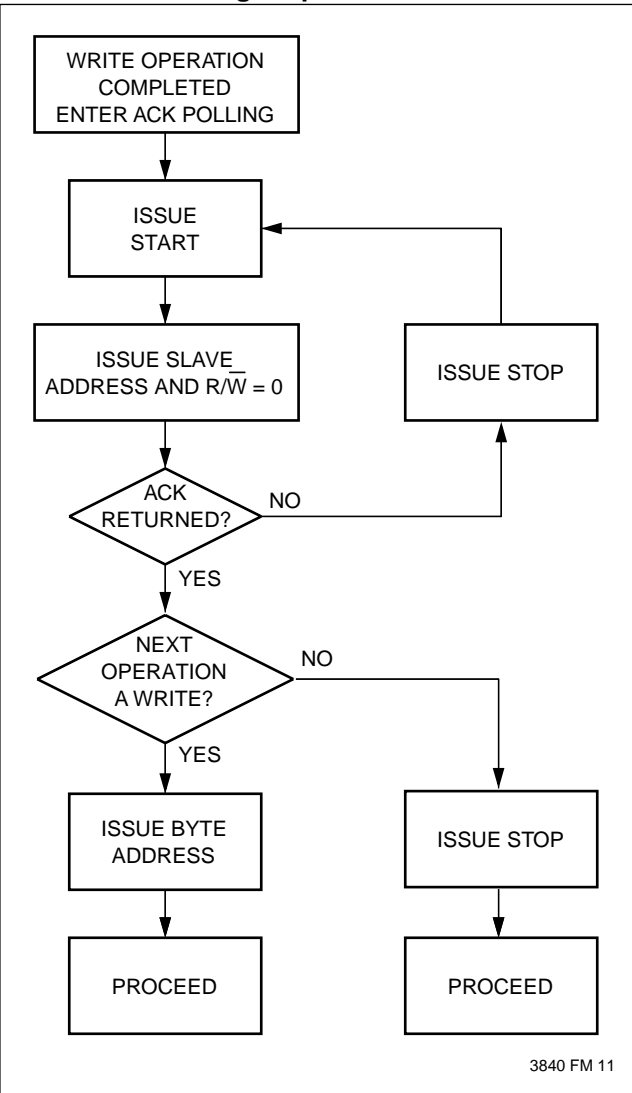 WRITE OPERATION
COMPLETED
ENTER ACK POLLING
ISSUE
START
ISSUE SLAVE
ADDRESS AND R/W̅ = 0
ISSUE STOP
ACK
RETURNED?
NO
YES
NEXT
OPERATION
A WRITE?
NO
YES
ISSUE BYTE
ADDRESS
ISSUE STOP
PROCEED
PROCEED
3840 FM 11